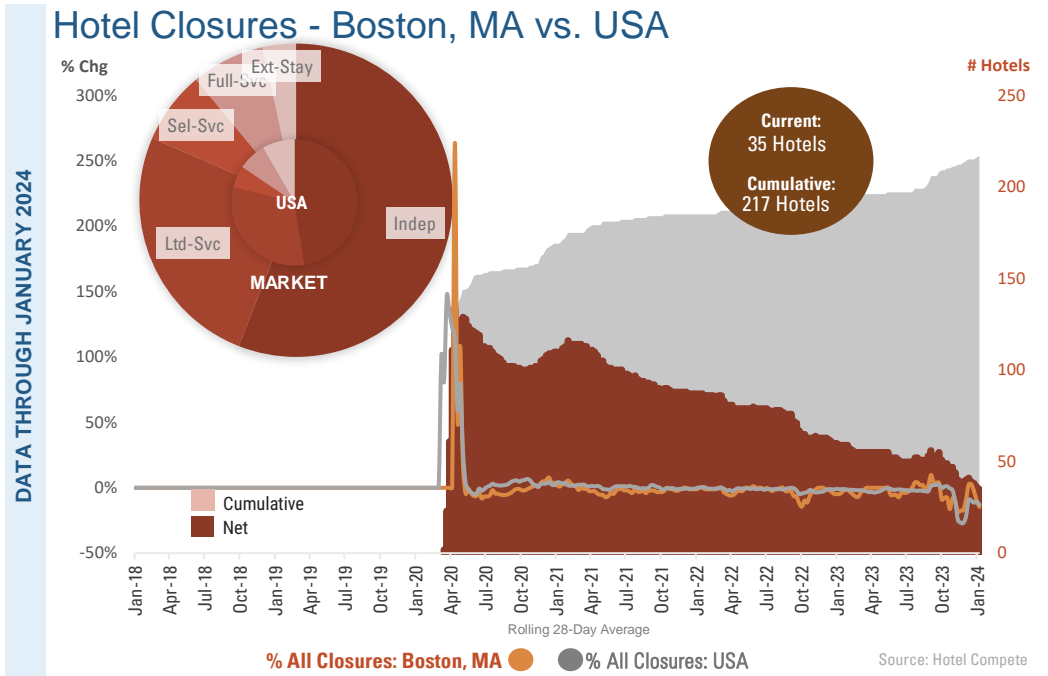 Hotel Closures - Boston, MA vs. USA
DATA THROUGH JANUARY 2024
% Chg
# Hotels
300%
250%
200%
150%
100%
50%
0%
-50%
250
200
150
100
50
0
Ext-Stay
Full-Svc
Sel-Svc
Ltd-Svc
Indep
USA
MARKET
Current:
35 Hotels
Cumulative:
217 Hotels
Cumulative
Net
Jan-18
Apr-18
Jul-18
Oct-18
Jan-19
Apr-19
Jul-19
Oct-19
Jan-20
Apr-20
Jul-20
Oct-20
Jan-21
Apr-21
Jul-21
Oct-21
Jan-22
Apr-22
Jul-22
Oct-22
Jan-23
Apr-23
Jul-23
Oct-23
Jan-24
Rolling 28-Day Average
% All Closures: Boston, MA
% All Closures: USA
Source: Hotel Compete